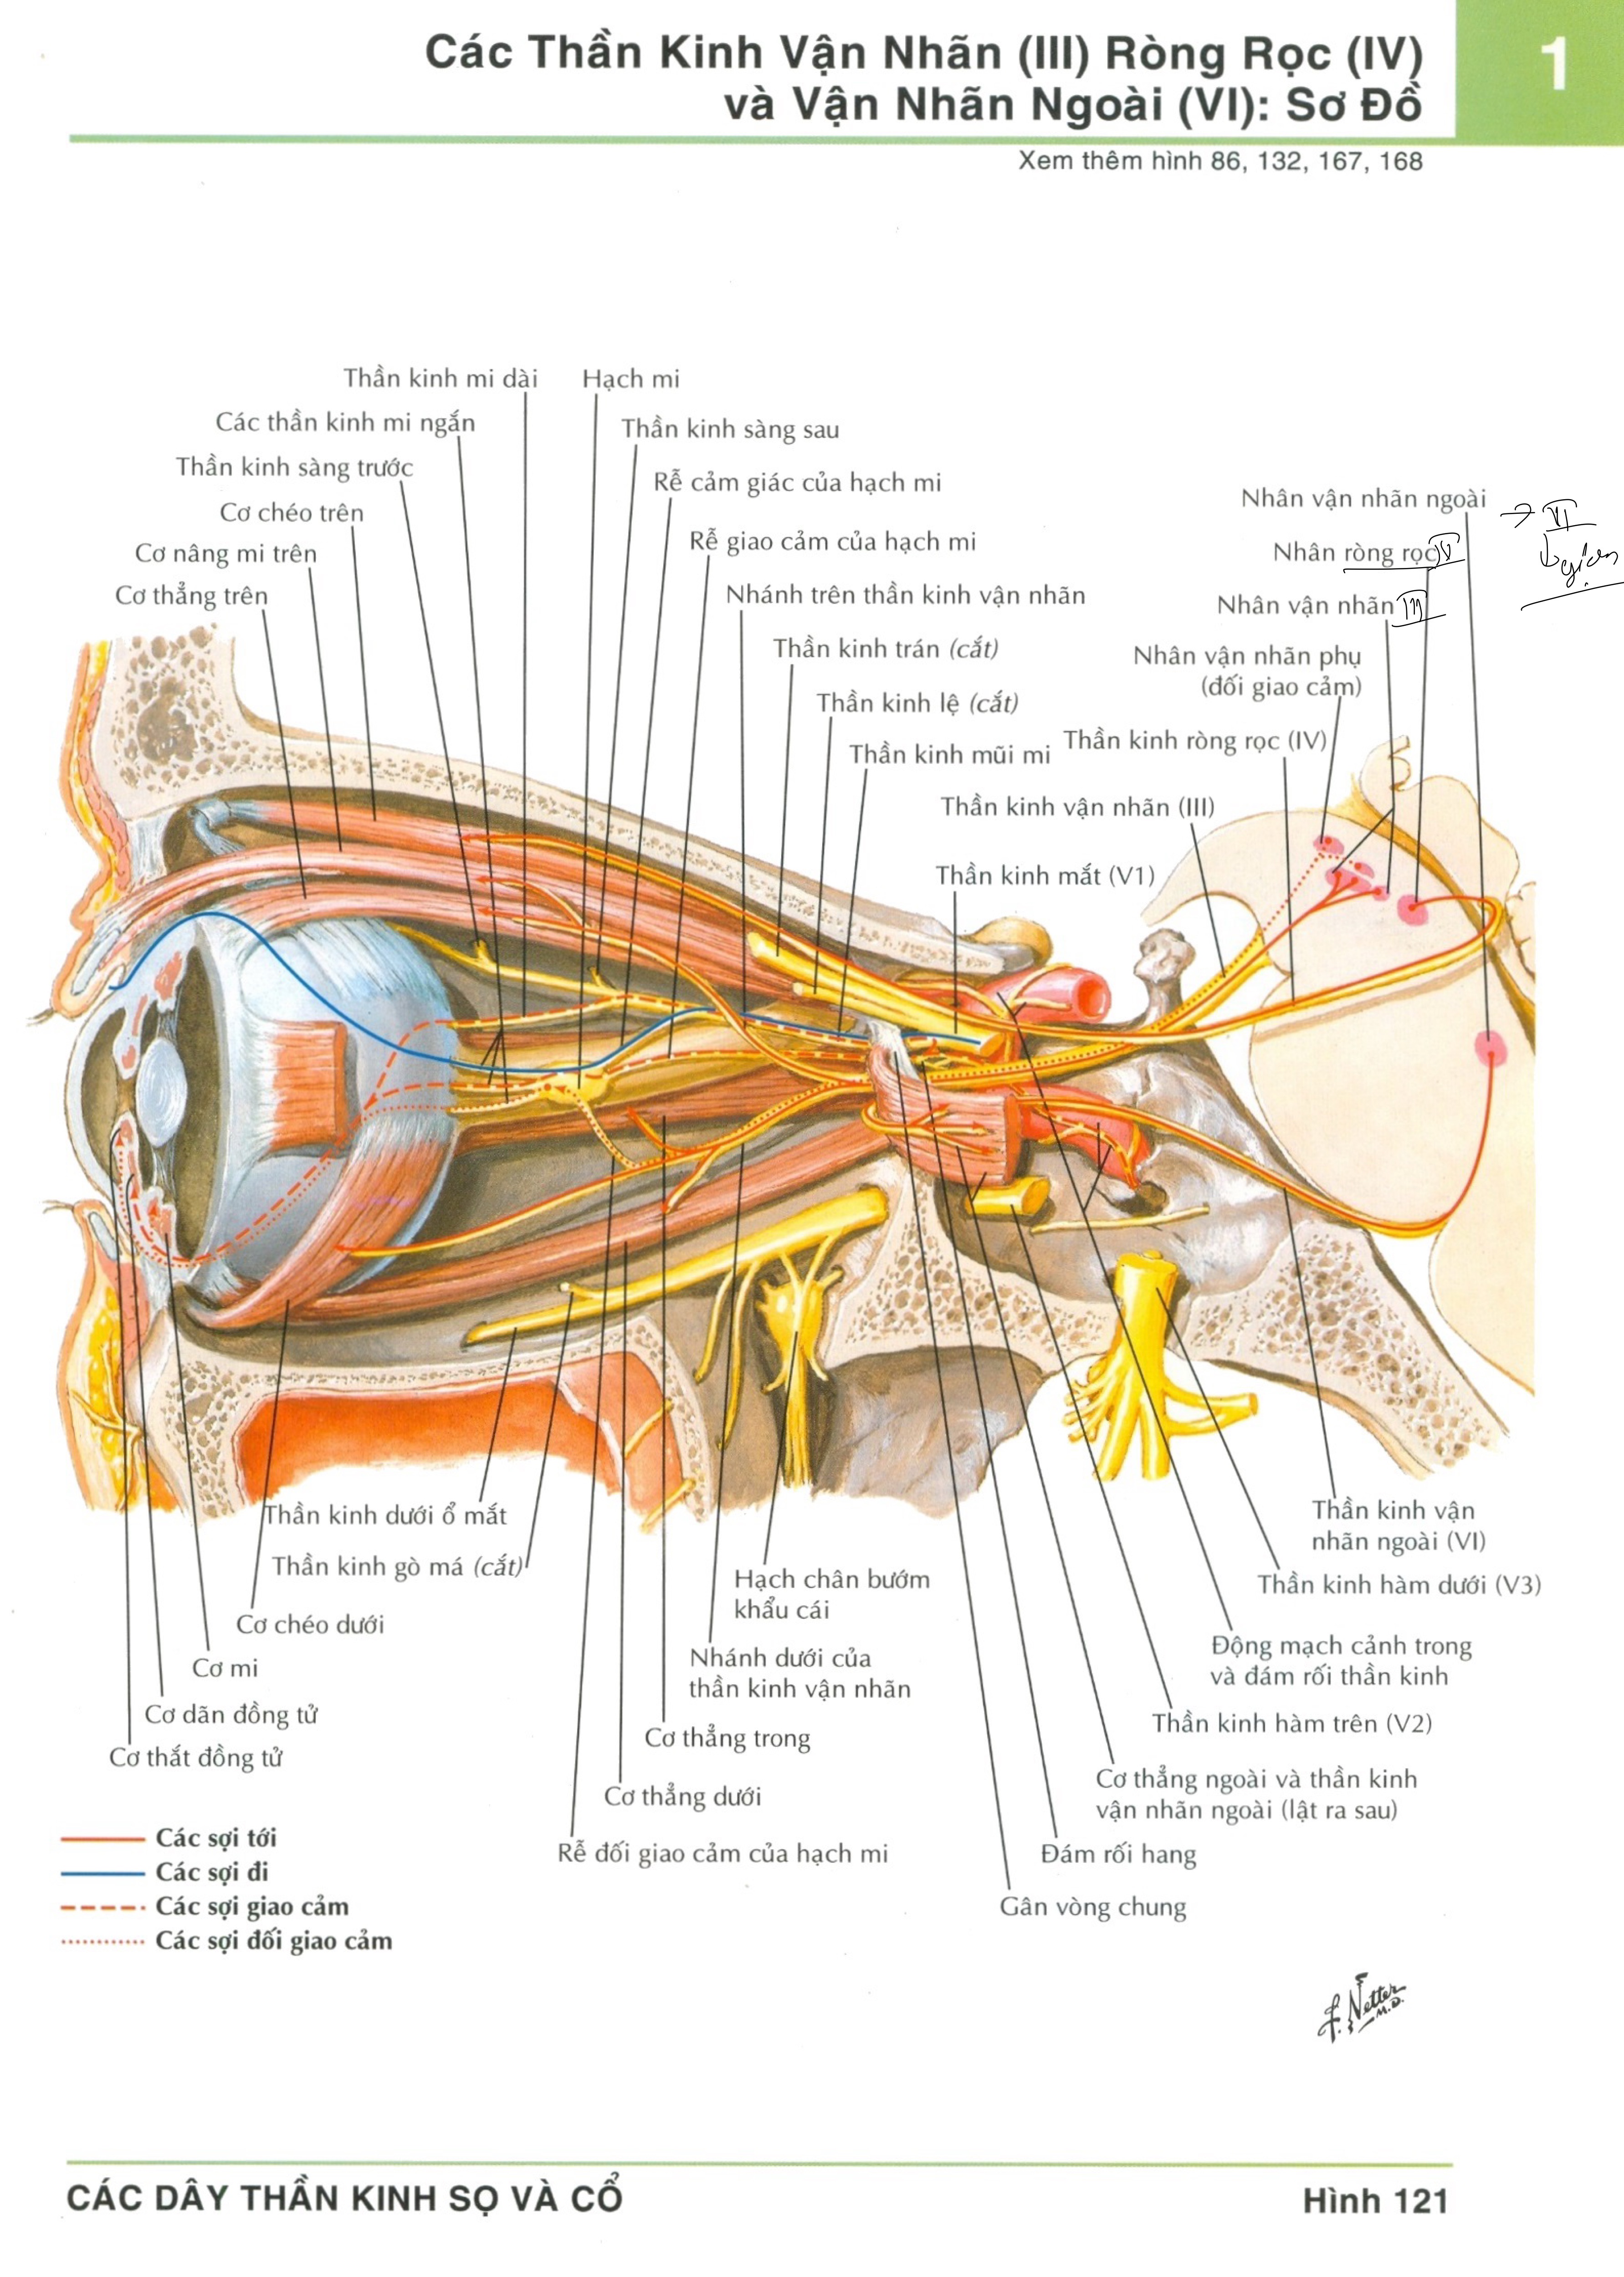 Các Thần Kinh Vận Nhãn (III) Ròng Rọc (IV)
và Vận Nhãn Ngoài (VI): Sơ Đồ
1
Xem thêm hình 86, 132, 167, 168
Thần kinh mi dài
Hạch mi
Các thần kinh mi ngắn
Thần kinh sàng sau
Thần kinh sàng trước
Rễ cảm giác của hạch mi
Cơ chéo trên
Rễ giao cảm của hạch mi
Cơ nâng mi trên
Cơ thẳng trên
Nhánh trên thần kinh vận nhãn
Thần kinh trán (cắt)
Thần kinh lệ (cắt)
Thần kinh mũi mi
Nhân vận nhãn ngoài
→ VI
Nhân ròng rọc IV
Nhân vận nhãn III
Nhân vận nhãn phụ
(đối giao cảm)
Thần kinh ròng rọc (IV)
Thần kinh vận nhãn (III)
Thần kinh mắt (V1)
Thần kinh dưới ổ mắt
Thần kinh gò má (cắt)
Cơ chéo dưới
Cơ mi
Cơ dãn đồng tử
Cơ thắt đồng tử
Hạch chân bướm
khẩu cái
Nhánh dưới của
thần kinh vận nhãn
Cơ thẳng trong
Cơ thẳng dưới
Rễ đối giao cảm của hạch mi
Thần kinh vận
nhãn ngoài (VI)
Thần kinh hàm dưới (V3)
Động mạch cảnh trong
và đám rối thần kinh
Thần kinh hàm trên (V2)
Cơ thẳng ngoài và thần kinh
vận nhãn ngoài (lật ra sau)
Đám rối hang
Gân vòng chung
Các sợi tới
Các sợi đi
Các sợi giao cảm
Các sợi đối giao cảm
F. Netter
M.D.
CÁC DÂY THẦN KINH SỌ VÀ CỔ
Hình 121